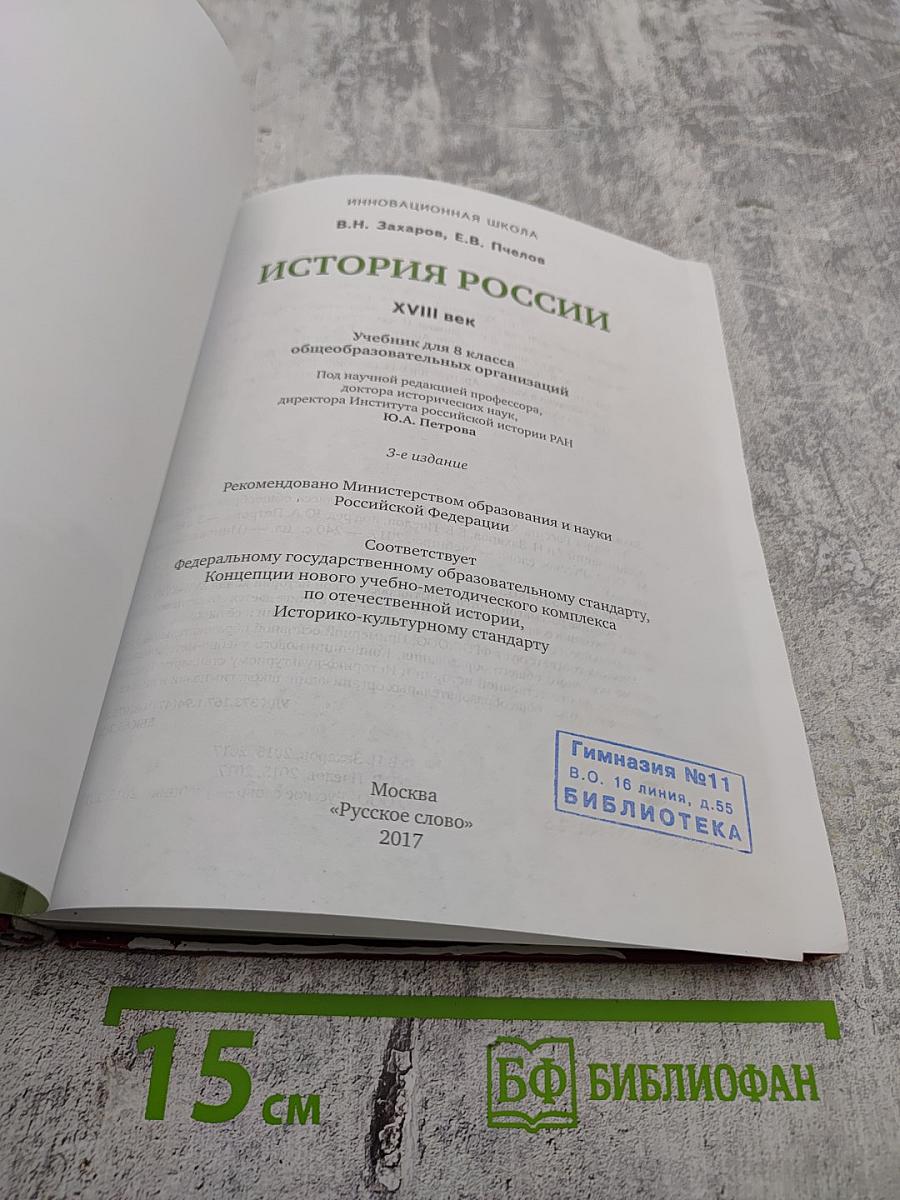 ИННОВАЦИОННАЯ ШКОЛА
В.Н. Захаров, Е.В. Пчелов
ИСТОРИЯ РОССИИ
XVIII век
Учебник для 8 класса
общеобразовательных организаций
Под научной редакцией профессора,
доктора исторических наук,
директора Института российской истории РАН
Ю.А. Петрова
3-е издание
Рекомендовано Министерством образования и науки
Российской Федерации
Соответствует
Федеральному государственному образовательному стандарту,
Концепции нового учебно-методического комплекса
по отечественной истории,
Историко-культурному стандарту
Москва
«Русское слово»
2017
Гимназия №11
В.О. 16 линия, д.55
БИБЛИОТЕКА
15 см
БФ БИБЛИОФАН